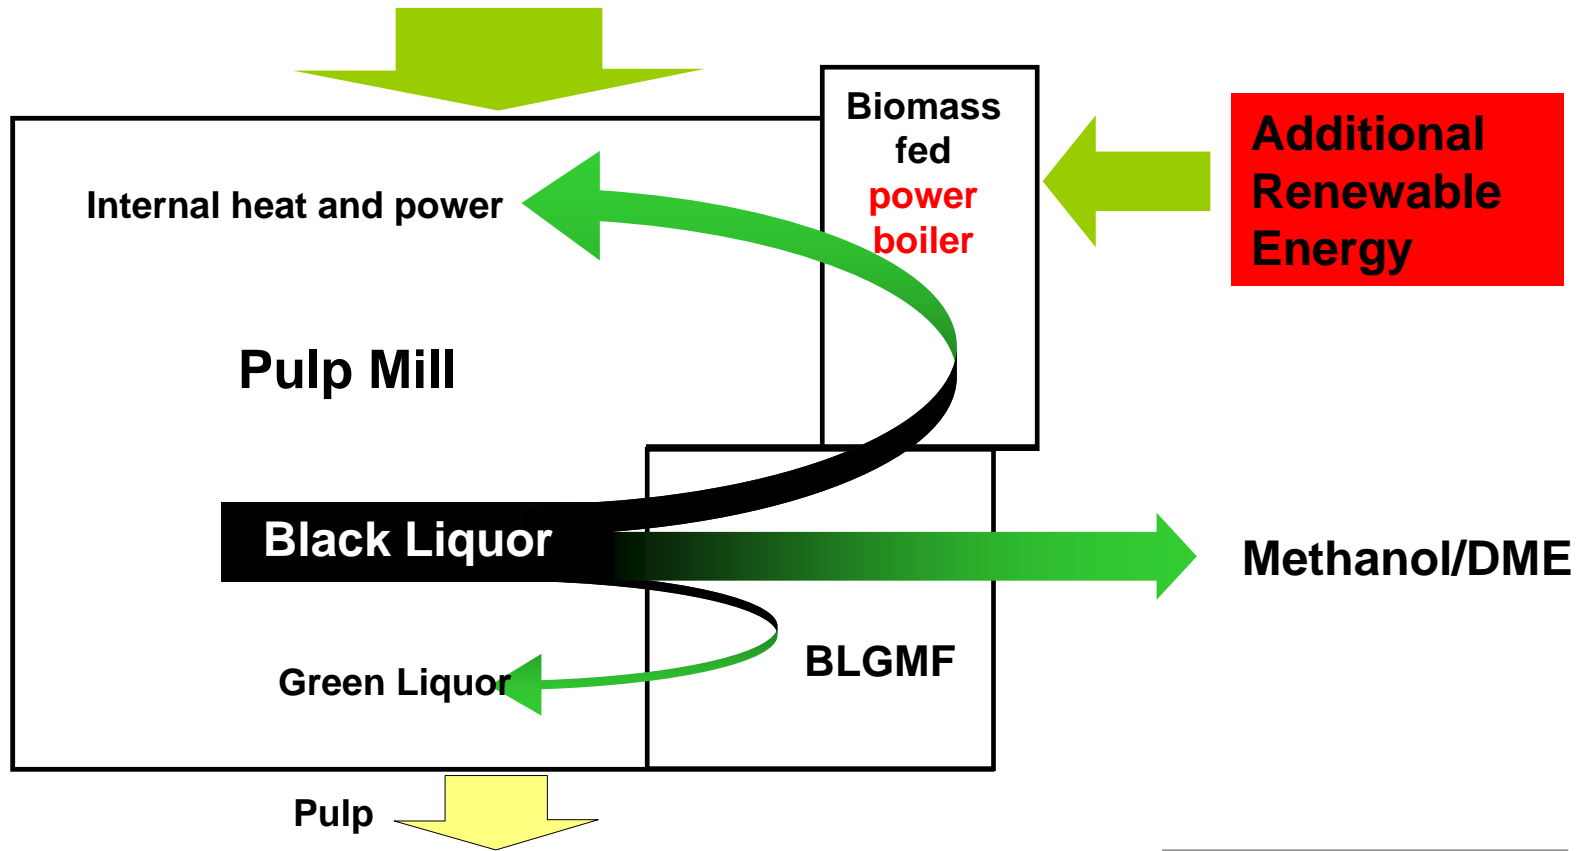 Biomass
fed
power
boiler
Additional
Renewable
Energy
Internal heat and power
Pulp Mill
Black Liquor
Methanol/DME
BLGMF
Green Liquor
Pulp